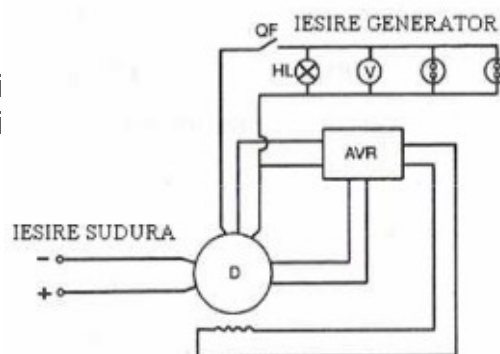 IESIRE GENERATOR
QF
HL
V
i
i
AVR
IESIRE SUDURA
-
+
D